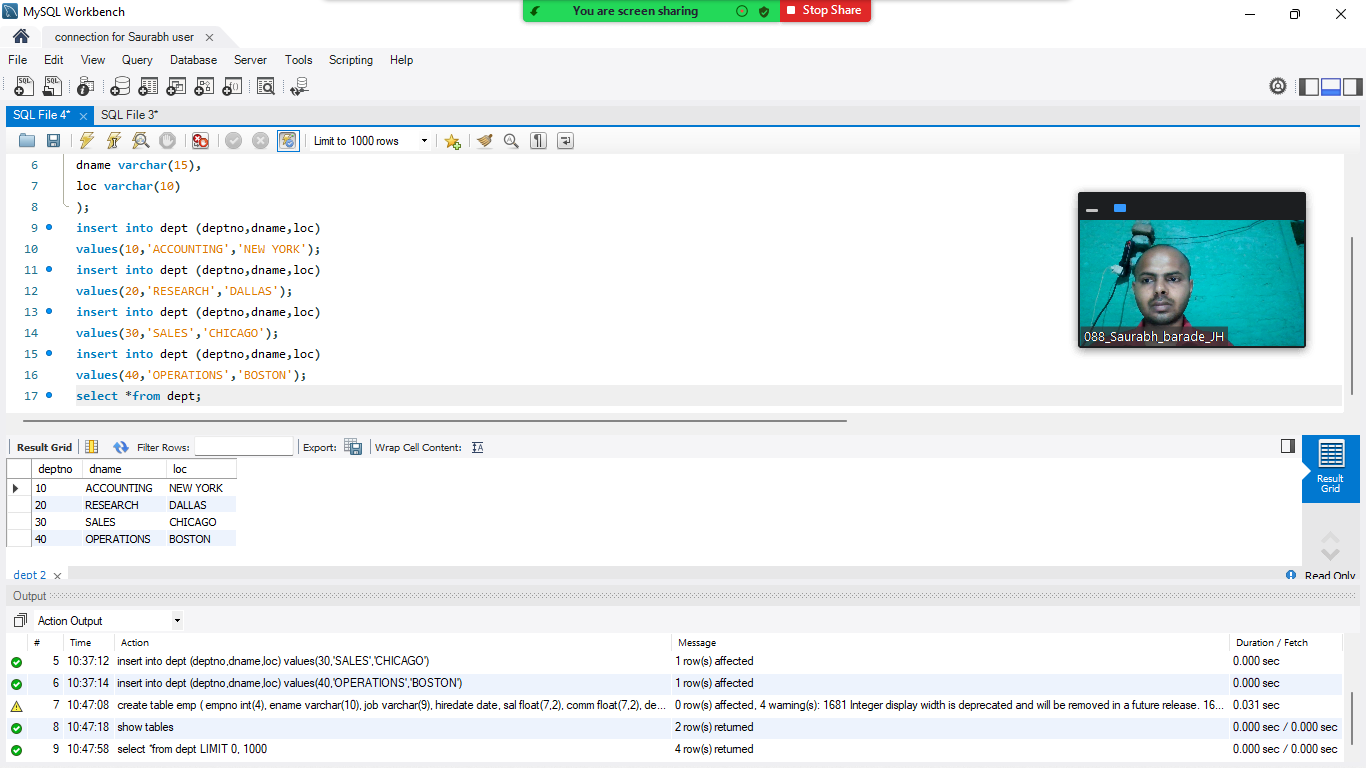 MySQL Workbench
You are screen sharing
Stop Share
connection for Saurabh user
File Edit View Query Database Server Tools Scripting Help
SQL File 4* SQL File 3*
Limit to 1000 rows
6 dname varchar(15),
7 loc varchar(10)
8 );
9 insert into dept (deptno,dname,loc)
10 values(10,'ACCOUNTING','NEW YORK');
11 insert into dept (deptno,dname,loc)
12 values(20,'RESEARCH','DALLAS');
13 insert into dept (deptno,dname,loc)
14 values(30,'SALES','CHICAGO');
15 insert into dept (deptno,dname,loc)
16 values(40,'OPERATIONS','BOSTON');
17 select *from dept;
088_Saurabh_barade_JH
Result Grid Filter Rows: Export: Wrap Cell Content:
Result
Grid
deptno dname loc
10 ACCOUNTING NEW YORK
20 RESEARCH DALLAS
30 SALES CHICAGO
40 OPERATIONS BOSTON
dept 2
Read Only
Output
Action Output
# Time Action Message Duration / Fetch
5 10:37:12 insert into dept (deptno,dname,loc) values(30,'SALES','CHICAGO') 1 row(s) affected 0.000 sec
6 10:37:14 insert into dept (deptno,dname,loc) values(40,'OPERATIONS','BOSTON') 1 row(s) affected 0.000 sec
7 10:47:08 create table emp ( empno int(4), ename varchar(10), job varchar(9), hiredate date, sal float(7,2), comm float(7,2), de... 0 row(s) affected, 4 warning(s): 1681 Integer display width is deprecated and will be removed in a future release. 16... 0.031 sec
8 10:47:18 show tables 2 row(s) returned 0.000 sec / 0.000 sec
9 10:47:58 select *from dept LIMIT 0, 1000 4 row(s) returned 0.000 sec / 0.000 sec